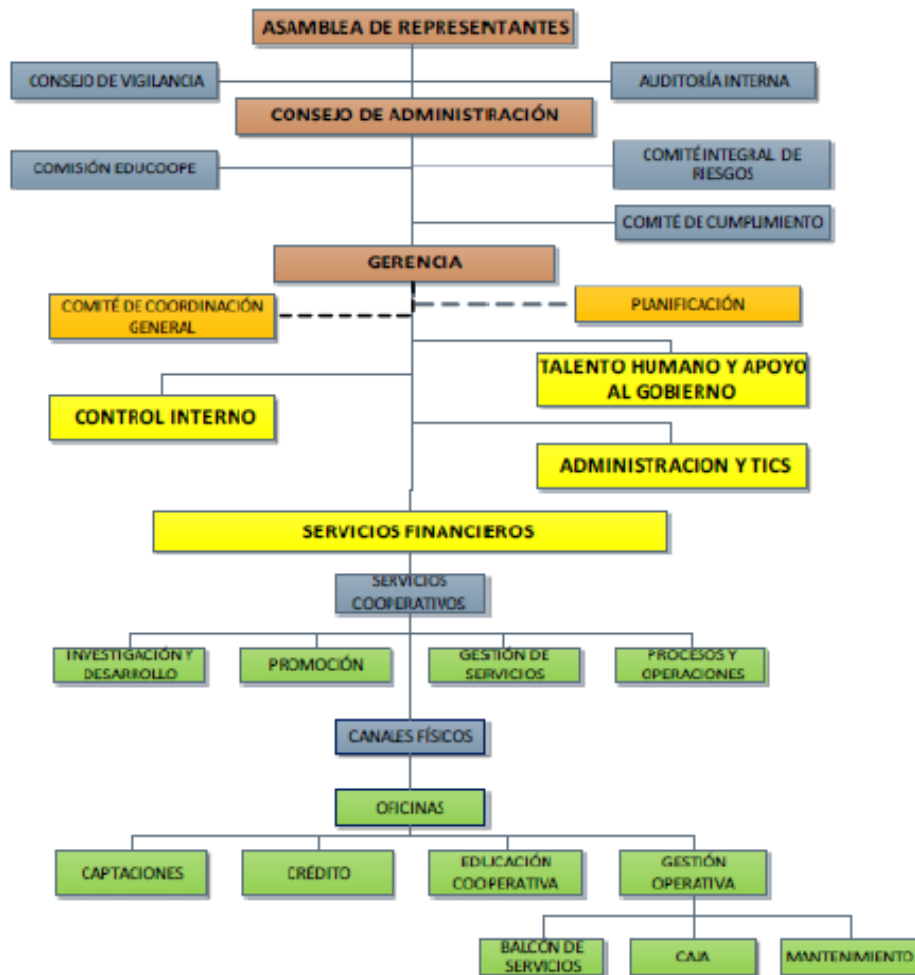 ASAMBLEA DE REPRESENTANTES
CONSEJO DE VIGILANCIA
AUDITORÍA INTERNA
CONSEJO DE ADMINISTRACIÓN
COMISIÓN EDUCOOPE
COMITÉ INTEGRAL DE
RIESGOS
COMITÉ DE CUMPLIMIENTO
GERENCIA
COMITÉ DE COORDINACIÓN
GENERAL
PLANIFICACIÓN
TALENTO HUMANO Y APOYO
AL GOBIERNO
CONTROL INTERNO
ADMINISTRACION Y TICS
SERVICIOS FINANCIEROS
SERVICIOS
COOPERATIVOS
INVESTIGACIÓN Y
DESARROLLO
PROMOCIÓN
GESTIÓN DE
SERVICIOS
PROCESOS Y
OPERACIONES
CANALES FÍSICOS
OFICINAS
CAPTACIONES
CRÉDITO
EDUCACIÓN
COOPERATIVA
GESTIÓN
OPERATIVA
BALCÓN DE
SERVICIOS
CAJA
MANTENIMIENTO